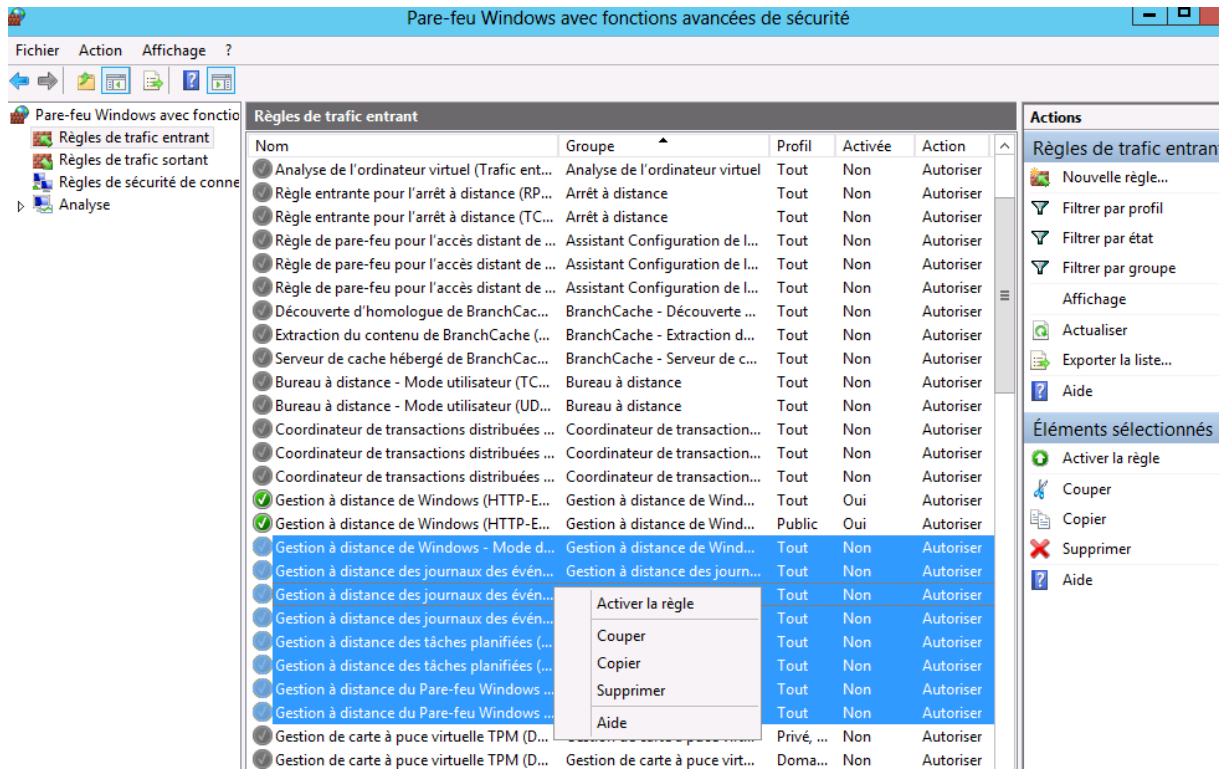 Pare-feu Windows avec fonctions avancées de sécurité
Fichier Action Affichage ?
Pare-feu Windows avec fonctio
Règles de trafic entrant
Règles de trafic sortant
Règles de sécurité de conne
Analyse
Règles de trafic entrant
Nom Groupe Profil Activée Action
Analyse de l'ordinateur virtuel (Trafic ent... Analyse de l'ordinateur virtuel Tout Non Autoriser
Règle entrante pour l'arrêt à distance (RP... Arrêt à distance Tout Non Autoriser
Règle entrante pour l'arrêt à distance (TC... Arrêt à distance Tout Non Autoriser
Règle de pare-feu pour l'accès distant de ... Assistant Configuration de l... Tout Non Autoriser
Règle de pare-feu pour l'accès distant de ... Assistant Configuration de l... Tout Non Autoriser
Règle de pare-feu pour l'accès distant de ... Assistant Configuration de l... Tout Non Autoriser
Découverte d'homologue de BranchCac... BranchCache - Découverte ... Tout Non Autoriser
Extraction du contenu de BranchCache (... BranchCache - Extraction d... Tout Non Autoriser
Serveur de cache hébergé de BranchCac... BranchCache - Serveur de c... Tout Non Autoriser
Bureau à distance - Mode utilisateur (TC... Bureau à distance Tout Non Autoriser
Bureau à distance - Mode utilisateur (UD... Bureau à distance Tout Non Autoriser
Coordinateur de transactions distribuées ... Coordinateur de transaction... Tout Non Autoriser
Coordinateur de transactions distribuées ... Coordinateur de transaction... Tout Non Autoriser
Coordinateur de transactions distribuées ... Coordinateur de transaction... Tout Non Autoriser
Gestion à distance de Windows (HTTP-E... Gestion à distance de Wind... Tout Oui Autoriser
Gestion à distance de Windows (HTTP-E... Gestion à distance de Wind... Public Oui Autoriser
Gestion à distance de Windows - Mode d... Gestion à distance de Wind... Tout Non Autoriser
Gestion à distance des journaux des évén... Gestion à distance des journ... Tout Non Autoriser
Gestion à distance des journaux des évén... Tout Non Autoriser
Gestion à distance des journaux des évén... Tout Non Autoriser
Gestion à distance des tâches planifiées (... Tout Non Autoriser
Gestion à distance des tâches planifiées (... Tout Non Autoriser
Gestion à distance du Pare-feu Windows ... Tout Non Autoriser
Gestion à distance du Pare-feu Windows ... Tout Non Autoriser
Gestion de carte à puce virtuelle TPM (D... Privé, ... Non Autoriser
Gestion de carte à puce virtuelle TPM (D... Gestion de carte à puce virt... Doma... Non Autoriser
Activer la règle
Couper
Copier
Supprimer
Aide
Actions
Règles de trafic entrant
Nouvelle règle...
Filtrer par profil
Filtrer par état
Filtrer par groupe
Affichage
Actualiser
Exporter la liste...
Aide
Éléments sélectionnés
Activer la règle
Couper
Copier
Supprimer
Aide